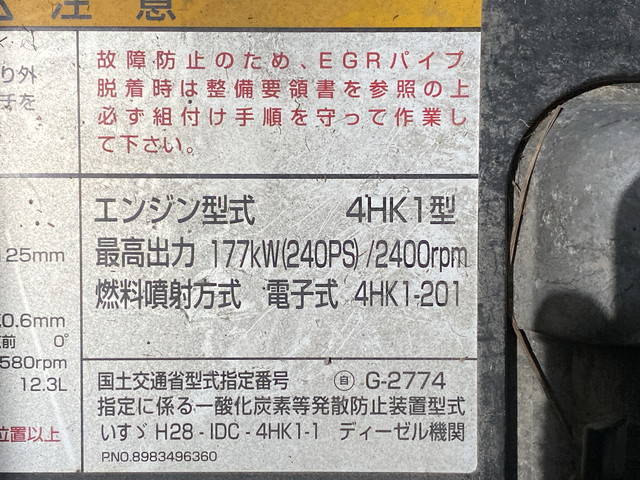 注意
り外
故障防止のため、EGRパイプ
脱着時は整備要領書を参照の上
必ず組付け手順を守って作業し
て下さい。
エンジン型式 4HK1型
25mm 最高出力 177kW(240PS)/2400rpm
燃料噴射方式 電子式 4HK1-201
0.6mm
前 0°
580rpm
12.3L
国土交通省型式指定番号 ㊂ G-2774
指定に係る一酸化炭素等発散防止装置型式
位置以上
いすゞ H28-IDC-4HK1-1 ディーゼル機関
P.NO.8983496360